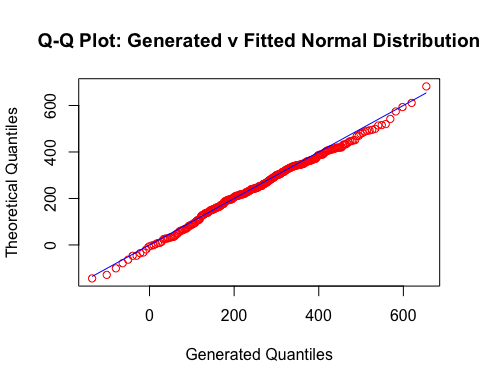 Q-Q Plot: Generated v Fitted Normal Distribution
Theoretical Quantiles
600
400
200
0
0 200 400 600
Generated Quantiles